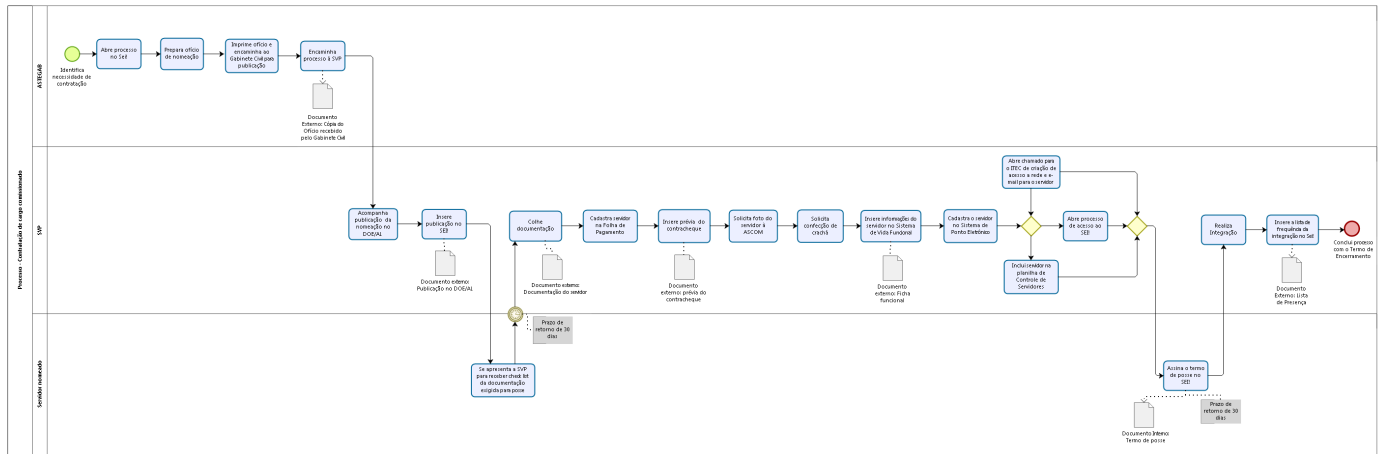 Processo - Contratação de cargo comissionado
ASTEGAB
Identifica
necessidade de
contratação
Abre processo
no Sei!
Prepara ofício
de nomeação
Imprime ofício e
encaminha ao
Gabinete Civil para
publicação
Encaminha
processo à SVP
Documento
Externo: Cópia do
Ofício recebido
pelo Gabinete Civil
SVP
Acompanha
publicação da
nomeação no
DOE/AL
Insere
publicação no
SEI!
Documento externo:
Publicação no DOE/AL
Colhe
documentação
Documento externo:
Documentação do servidor
Cadastra servidor
na Folha de
Pagamento
Insere prévia do
contracheque
Documento
externo: prévia do
contracheque
Solicita foto do
servidor à
ASCOM
Solicita
confecção de
crachá
Insere informações do
servidor no Sistema
de Vida Funcional
Documento
externo: Ficha
funcional
Cadastra o servidor
no Sistema de
Ponto Eletrônico
Abre chamado para
o ITEC de criação de
acesso a rede e e-
mail para o servidor
Abre processo
de acesso ao
SEI!
Inclui servidor na
planilha de
Controle de
Servidores
Realiza
Integração
Insere a lista de
frequência da
integração no Sei!
Documento
Externo: Lista
de Presença
Conclui processo
com o Termo de
Encerramento
Servidor nomeado
Prazo de
retorno de 30
dias
Se apresenta a SVP
para receber check list
da documentação
exigida para posse
Assina o termo
de posse no
SEI!
Documento Interno:
Termo de posse
Prazo de
retorno de 30
dias